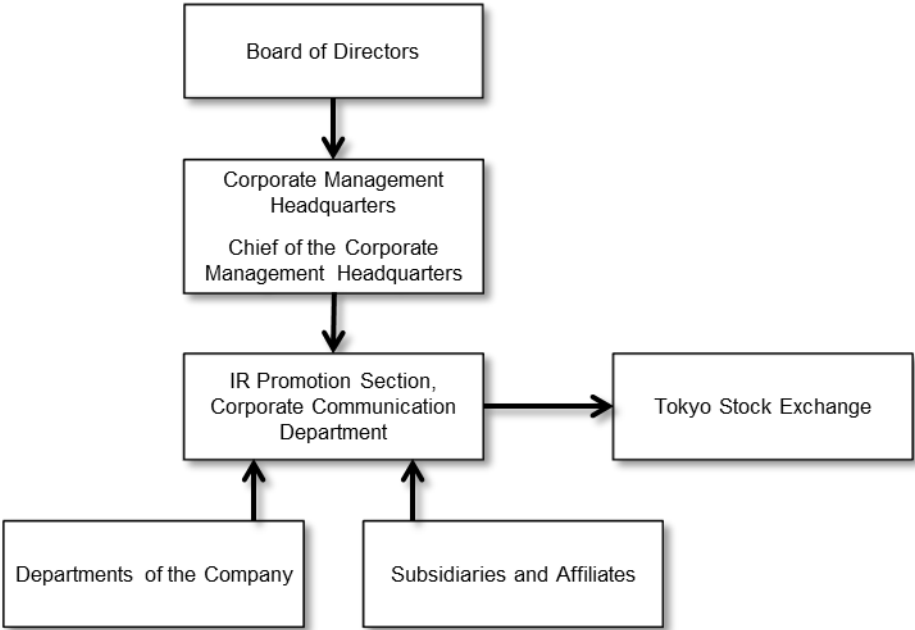 Board of Directors
Corporate Management
Headquarters
Chief of the Corporate
Management Headquarters
IR Promotion Section,
Corporate Communication
Department
Tokyo Stock Exchange
Departments of the Company
Subsidiaries and Affiliates